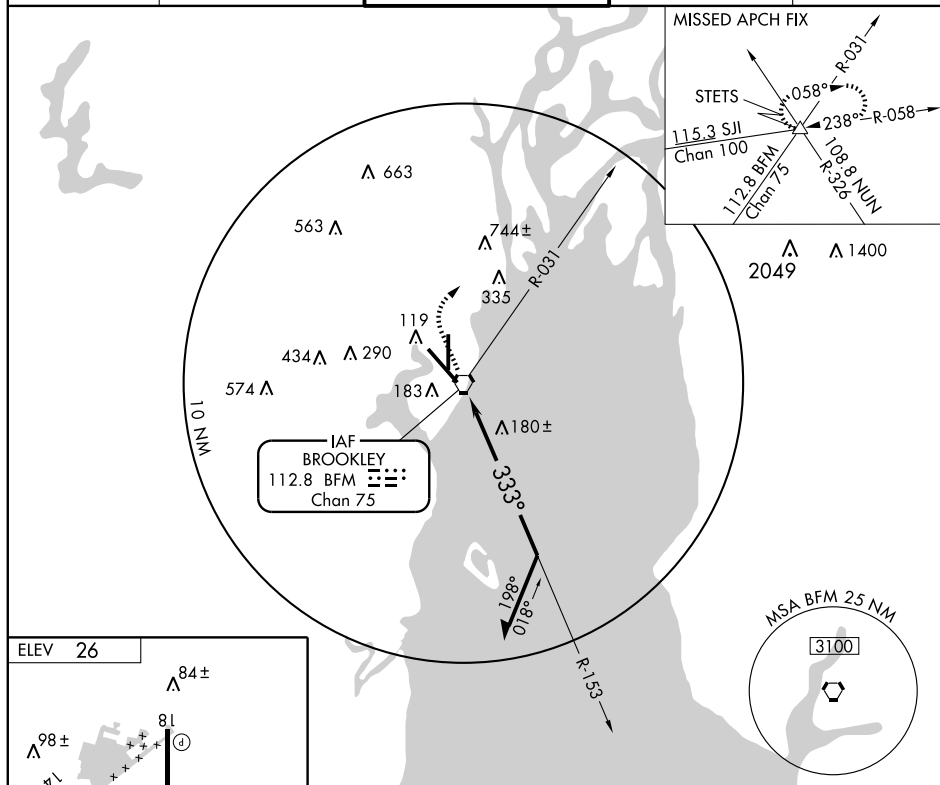 MISSED APCH FIX
R-031
STETS
058°
238°
R-058
115.3 SJI
Chan 100
112.8 BFM
Chan 75
108.8 NUN
R-326
663
563
744±
335
R-031
2049
1400
119
434
290
574
183
180±
10 NM
IAF
BROOKLEY
112.8 BFM
Chan 75
333°
198°
018°
R-153
MSA BFM 25 NM
3100
ELEV 26
84±
18
P
98±
14